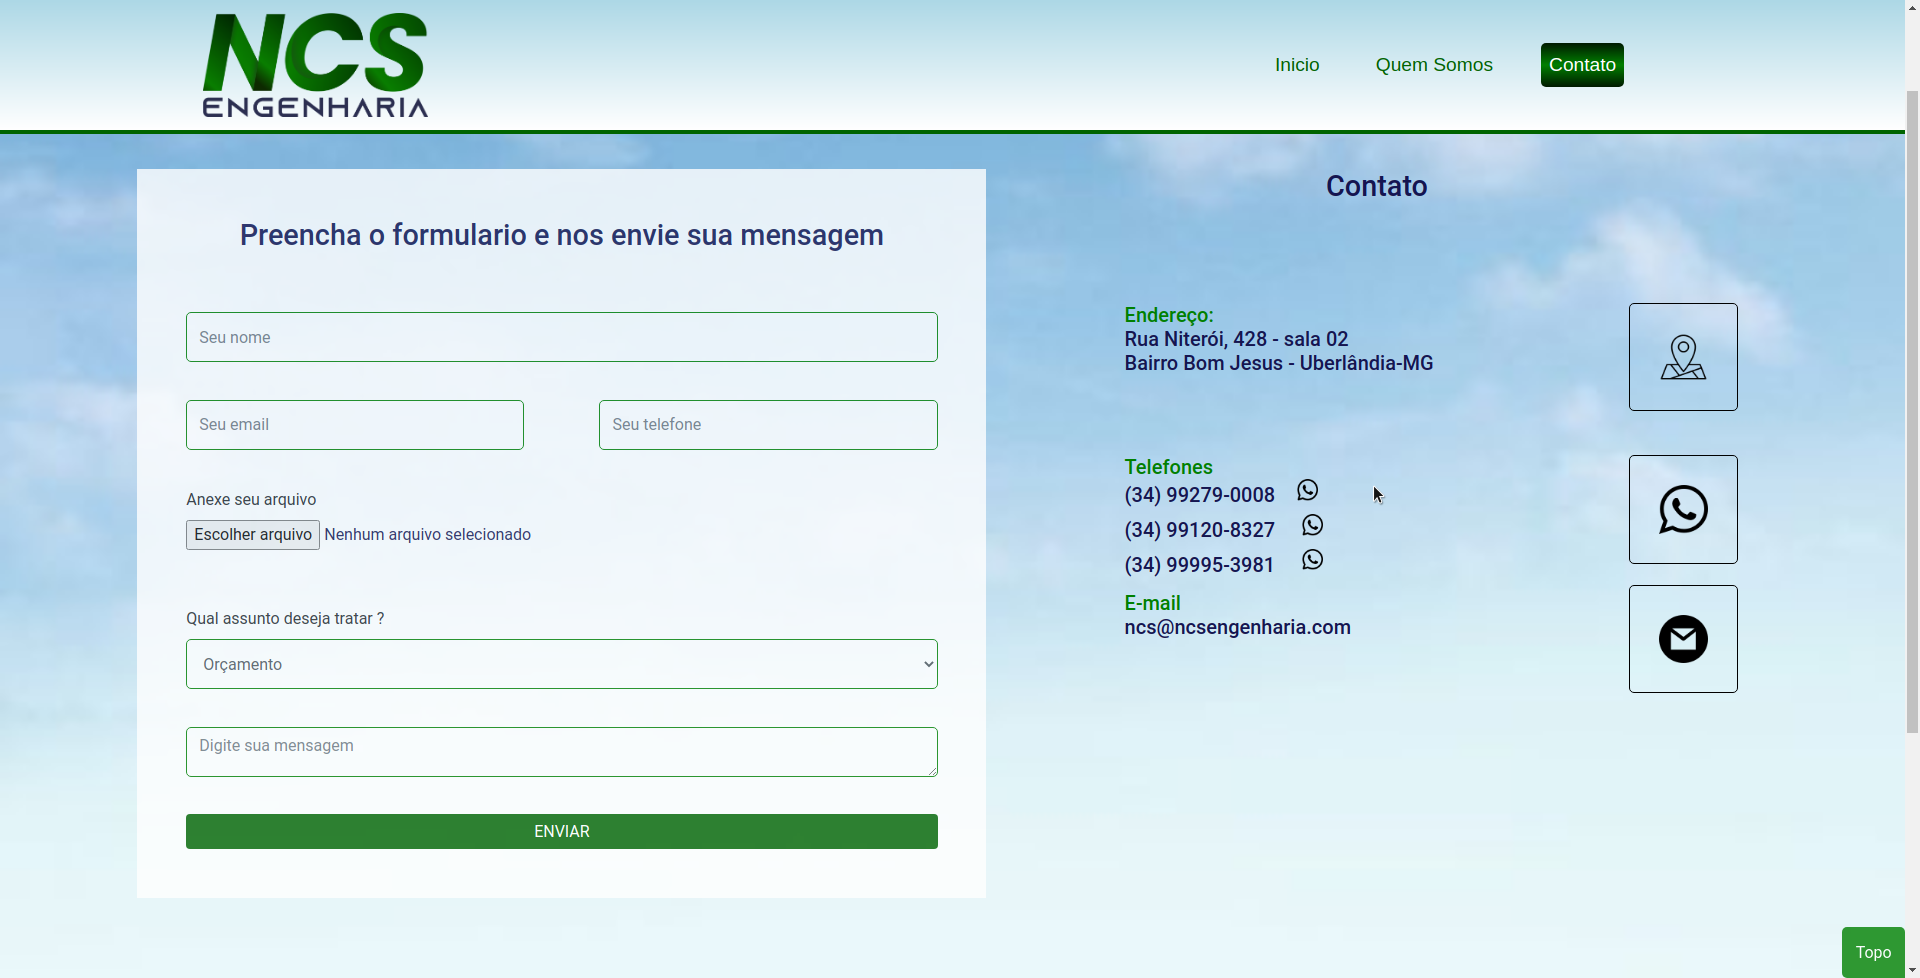 NCS
ENGENHARIA
Inicio
Quem Somos
Contato
Preencha o formulario e nos envie sua mensagem
Seu nome
Seu email
Seu telefone
Anexe seu arquivo
Escolher arquivo Nenhum arquivo selecionado
Qual assunto deseja tratar ?
Orçamento
Digite sua mensagem
ENVIAR
Contato
Endereço:
Rua Niterói, 428 - sala 02
Bairro Bom Jesus - Uberlândia-MG
Telefones
(34) 99279-0008
(34) 99120-8327
(34) 99995-3981
E-mail
ncs@ncsengenharia.com
Topo